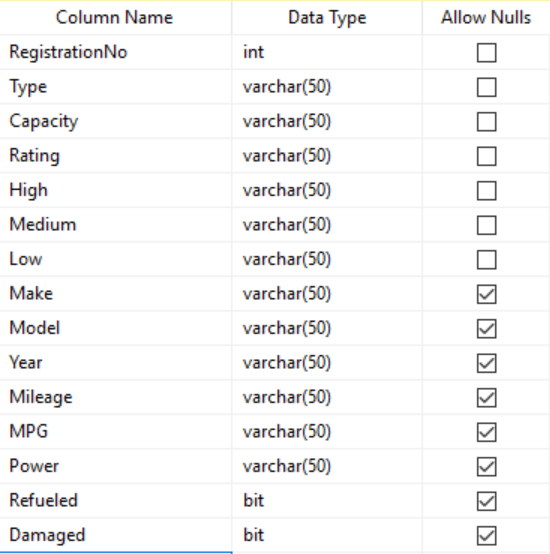 Column Name Data Type Allow Nulls
RegistrationNo int
Type varchar(50)
Capacity varchar(50)
Rating varchar(50)
High varchar(50)
Medium varchar(50)
Low varchar(50)
Make varchar(50)
Model varchar(50)
Year varchar(50)
Mileage varchar(50)
MPG varchar(50)
Power varchar(50)
Refueled bit
Damaged bit